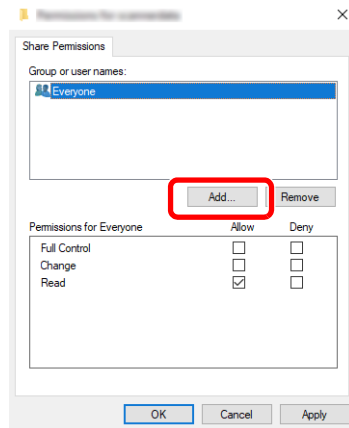 Share Permissions
Group or user names:
Everyone
Add... Remove
Permissions for Everyone Allow Deny
Full Control
Change
Read
OK Cancel Apply